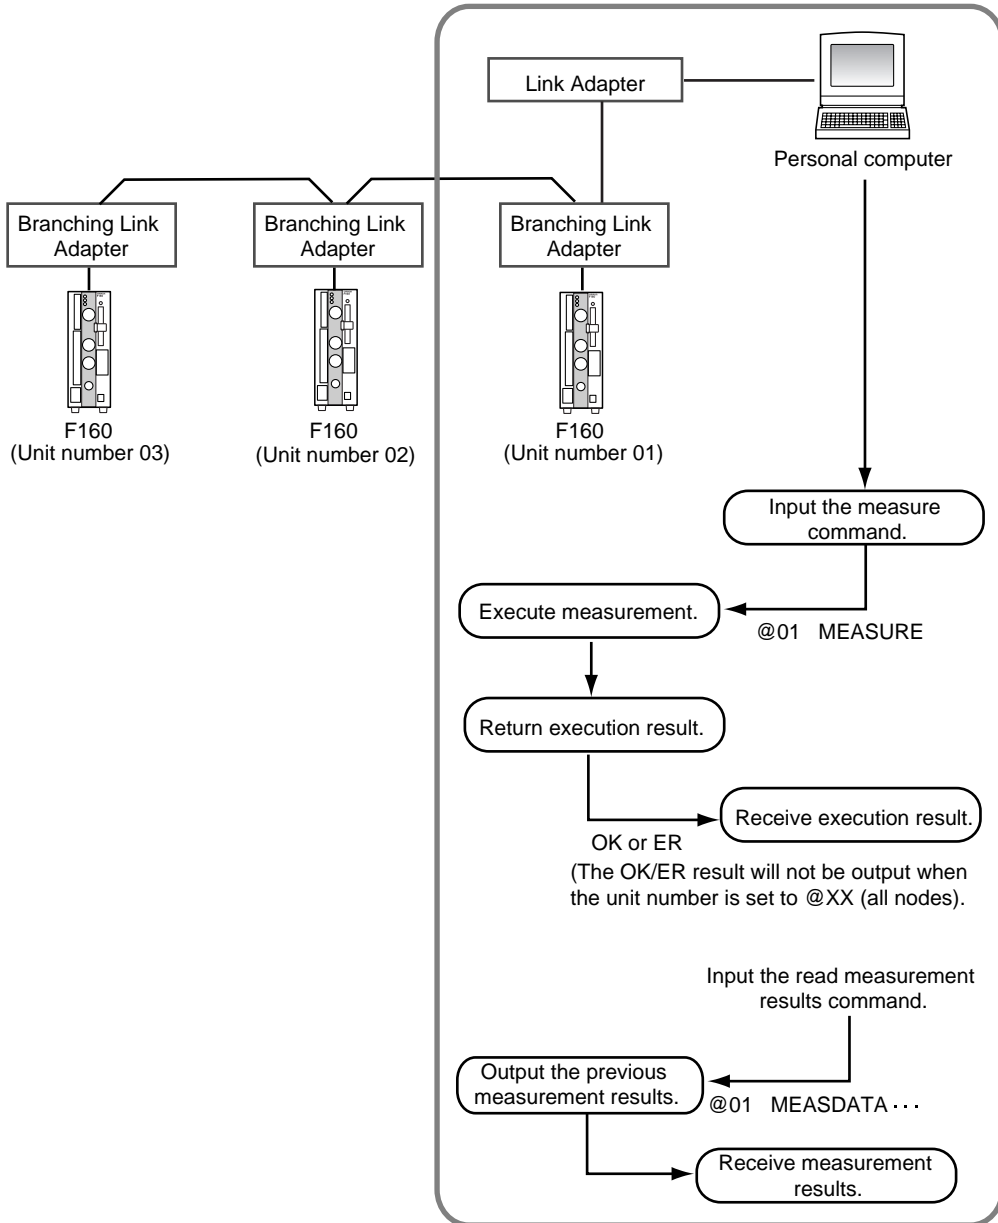 Link Adapter
Personal computer
Branching Link
Adapter
Branching Link
Adapter
Branching Link
Adapter
F160
(Unit number 03)
F160
(Unit number 02)
F160
(Unit number 01)
Input the measure
command.
Execute measurement.
@01 MEASURE
Return execution result.
Receive execution result.
OK or ER
(The OK/ER result will not be output when
the unit number is set to @XX (all nodes).
Input the read measurement
results command.
Output the previous
measurement results.
@01 MEASDATA ···
Receive measurement
results.